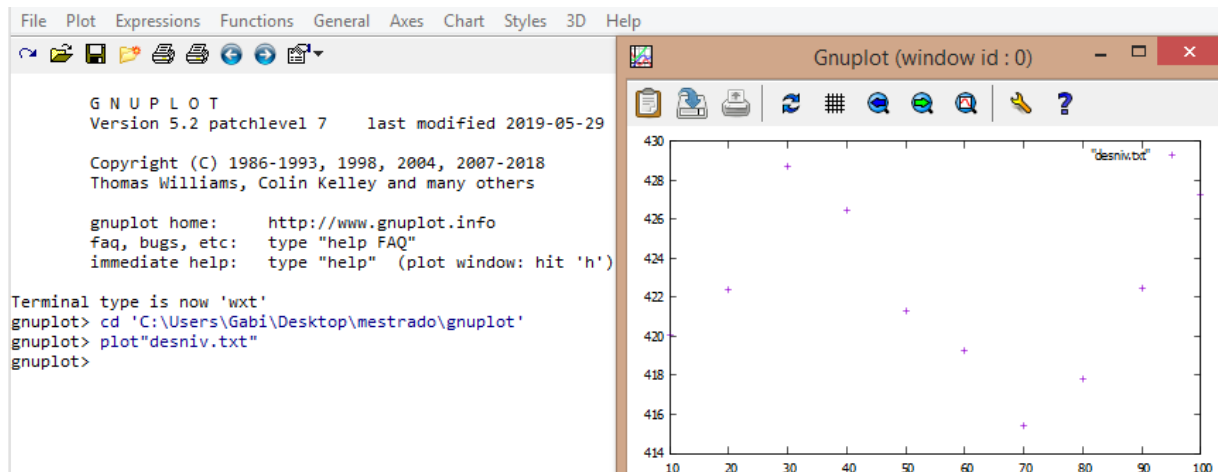 File Plot Expressions Functions General Axes Chart Styles 3D Help
G N U P L O T
Version 5.2 patchlevel 7    last modified 2019-05-29
Copyright (C) 1986-1993, 1998, 2004, 2007-2018
Thomas Williams, Colin Kelley and many others
gnuplot home:     http://www.gnuplot.info
faq, bugs, etc:   type "help FAQ"
immediate help:   type "help"  (plot window: hit 'h')
Terminal type is now 'wxt'
gnuplot> cd 'C:\Users\Gabi\Desktop\mestrado\gnuplot'
gnuplot> plot"desniv.txt"
gnuplot>
Gnuplot (window id : 0)
"desniv.txt"
430
428
426
424
422
420
418
416
414
10 20 30 40 50 60 70 80 90 100